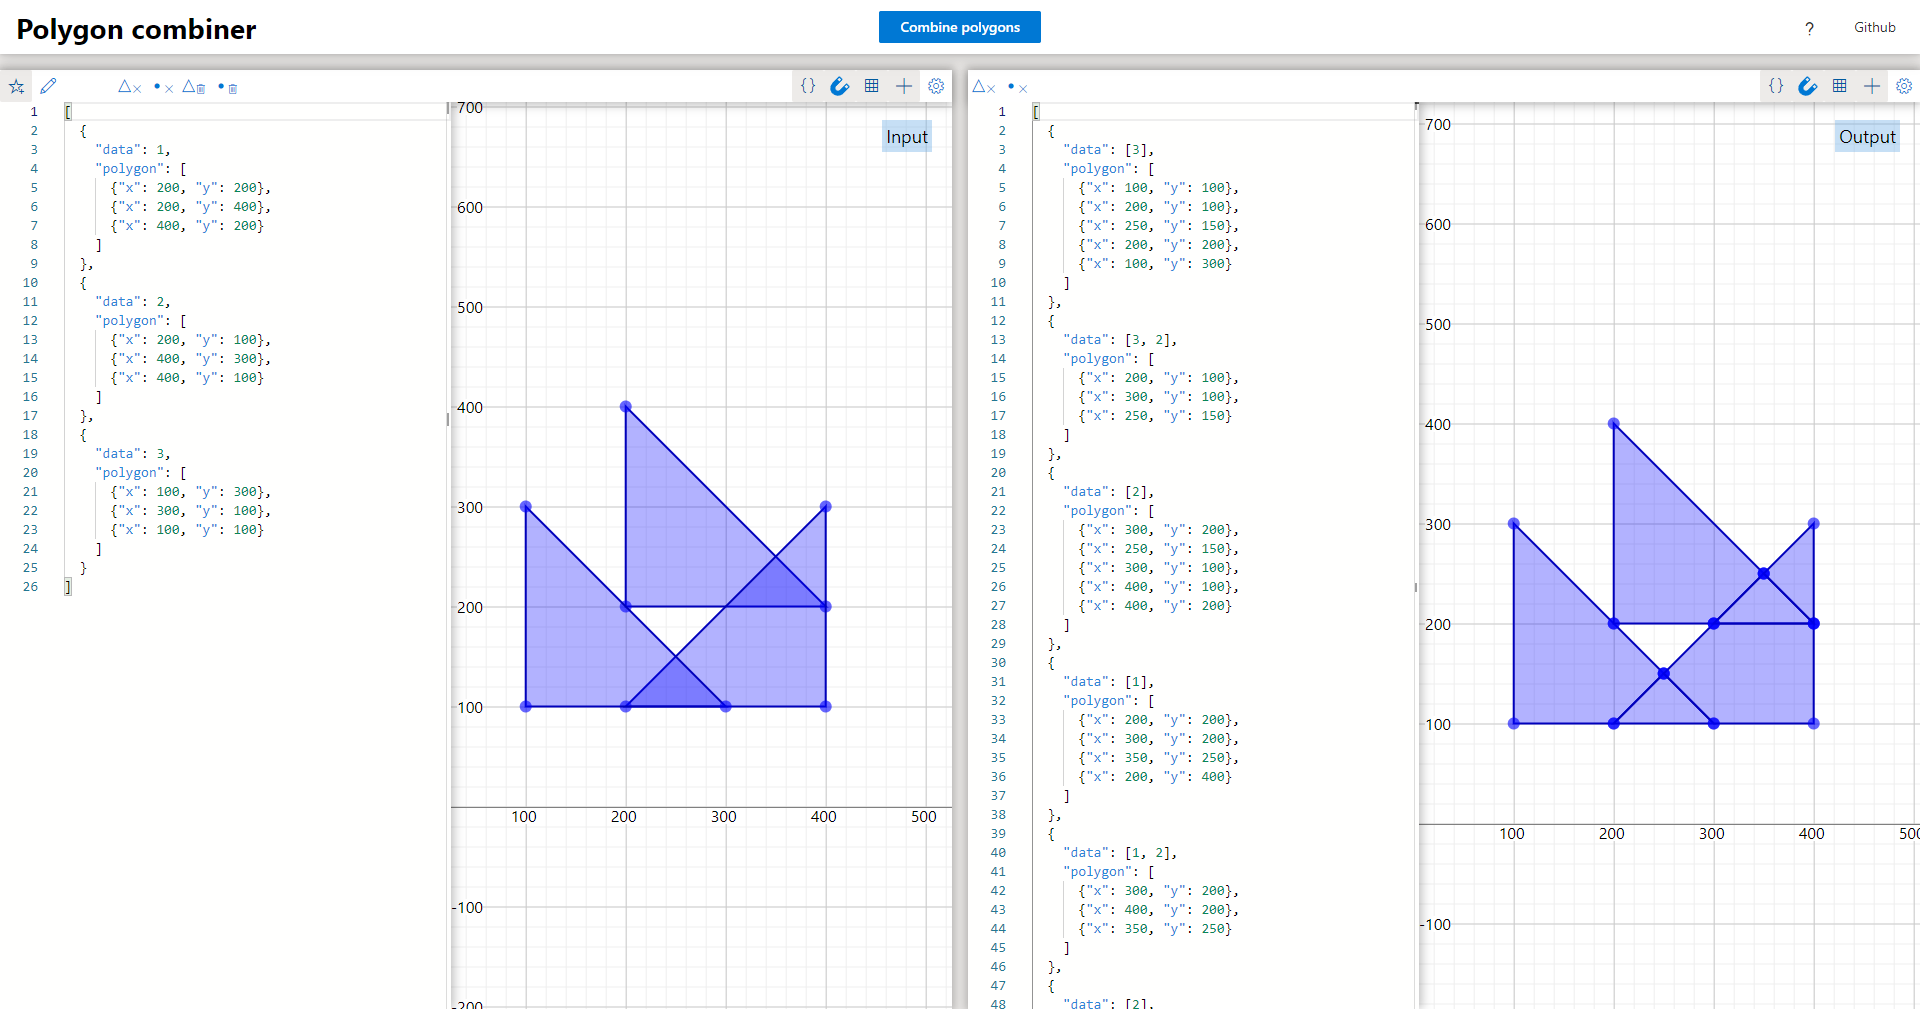 Polygon combiner
Combine polygons
?
Github
1 [
2 {
3 "data": 1,
4 "polygon": [
5 {"x": 200, "y": 200},
6 {"x": 200, "y": 400},
7 {"x": 400, "y": 200}
8 ]
9 },
10 {
11 "data": 2,
12 "polygon": [
13 {"x": 200, "y": 100},
14 {"x": 400, "y": 300},
15 {"x": 400, "y": 100}
16 ]
17 },
18 {
19 "data": 3,
20 "polygon": [
21 {"x": 100, "y": 300},
22 {"x": 300, "y": 100},
23 {"x": 100, "y": 100}
24 ]
25 }
26 ]
{}
Input
700
600
500
400
300
200
100
100 200 300 400 500
-100
-200
{}
1 [
2 {
3 "data": [3],
4 "polygon": [
5 {"x": 100, "y": 100},
6 {"x": 200, "y": 100},
7 {"x": 250, "y": 150},
8 {"x": 200, "y": 200},
9 {"x": 100, "y": 300}
10 ]
11 },
12 {
13 "data": [3, 2],
14 "polygon": [
15 {"x": 200, "y": 100},
16 {"x": 300, "y": 100},
17 {"x": 250, "y": 150}
18 ]
19 },
20 {
21 "data": [2],
22 "polygon": [
23 {"x": 300, "y": 200},
24 {"x": 250, "y": 150},
25 {"x": 300, "y": 100},
26 {"x": 400, "y": 100},
27 {"x": 400, "y": 200}
28 ]
29 },
30 {
31 "data": [1],
32 "polygon": [
33 {"x": 200, "y": 200},
34 {"x": 300, "y": 200},
35 {"x": 350, "y": 250},
36 {"x": 200, "y": 400}
37 ]
38 },
39 {
40 "data": [1, 2],
41 "polygon": [
42 {"x": 300, "y": 200},
43 {"x": 400, "y": 200},
44 {"x": 350, "y": 250}
45 ]
46 },
47 {
48 "data": [2],
Output
700
600
500
400
300
200
100
100 200 300 400 500
-100